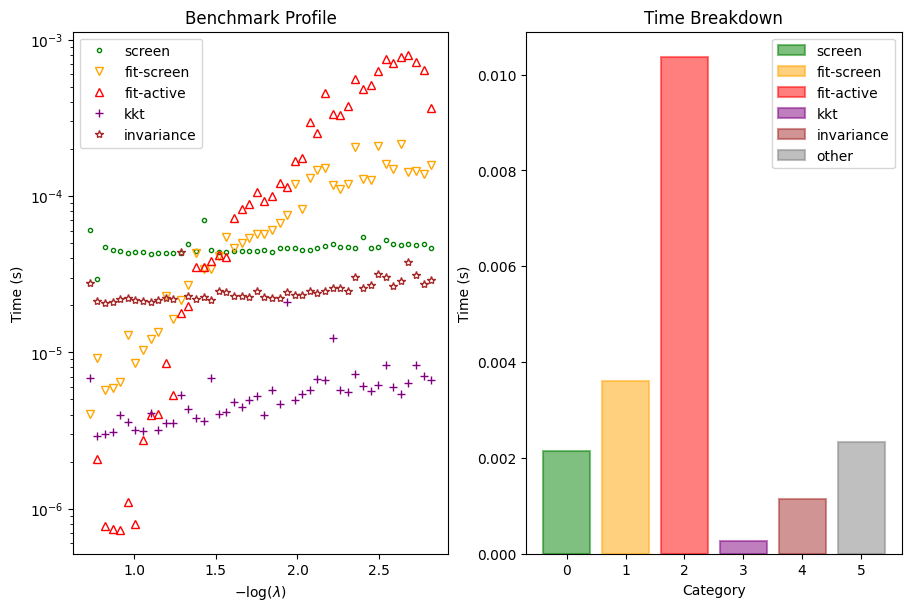 Benchmark Profile
screen
fit-screen
fit-active
kkt
invariance
10⁻³
10⁻⁴
10⁻⁵
10⁻⁶
Time (s)
1.0 1.5 2.0 2.5
−log(λ)
Time Breakdown
screen
fit-screen
fit-active
kkt
invariance
other
0.010
0.008
0.006
0.004
0.002
0.000
Time (s)
0 1 2 3 4 5
Category